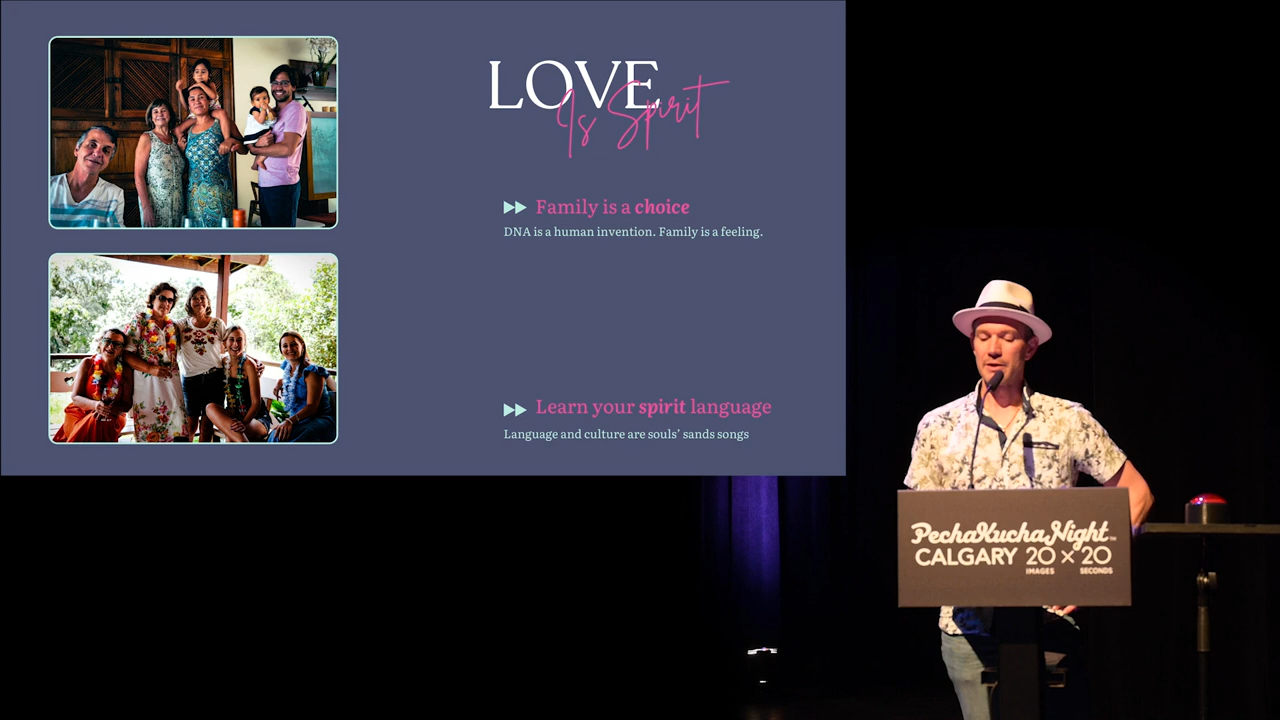 LOVE
Is Spirit
Family is a choice
DNA is a human invention. Family is a feeling.
Learn your spirit language
Language and culture are souls’ sands songs
PechaKucha Night™
CALGARY 20 × 20
IMAGES SECONDS